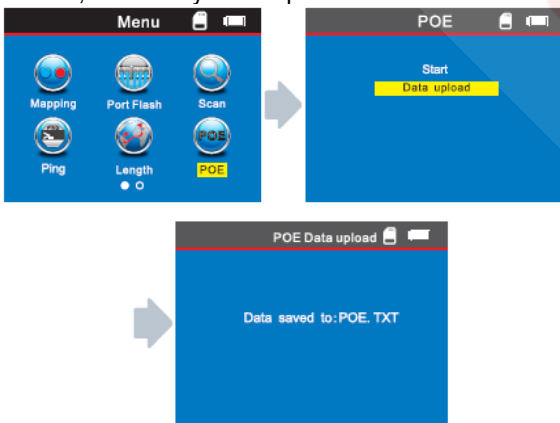 Menu
Mapping
Port Flash
Scan
Ping
Length
POE
POE
Start
Data upload
POE Data upload
Data saved to:POE. TXT